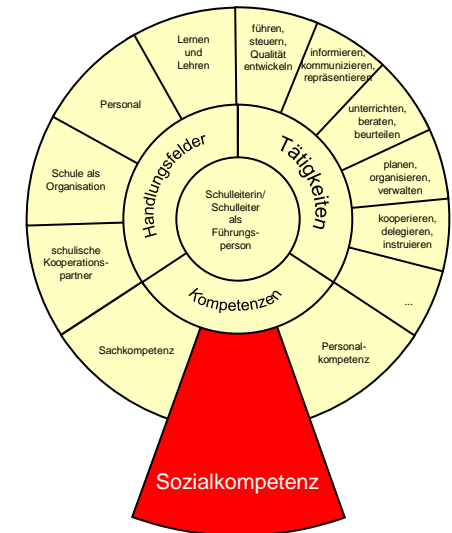 Lernen
und
Lehren
führen,
steuern,
Qualität
entwickeln
informieren,
kommunizieren,
repräsentieren
unterrichten,
beraten,
beurteilen
planen,
organisieren,
verwalten
kooperieren,
delegieren,
instruieren
...
Personal
Schule als
Organisation
schulische
Kooperations-
partner
Handlungsfelder
Tätigkeiten
Kompetenzen
Schulleiterin/
Schulleiter
als
Führungs-
person
Sachkompetenz
Personal-
kompetenz
Sozialkompetenz